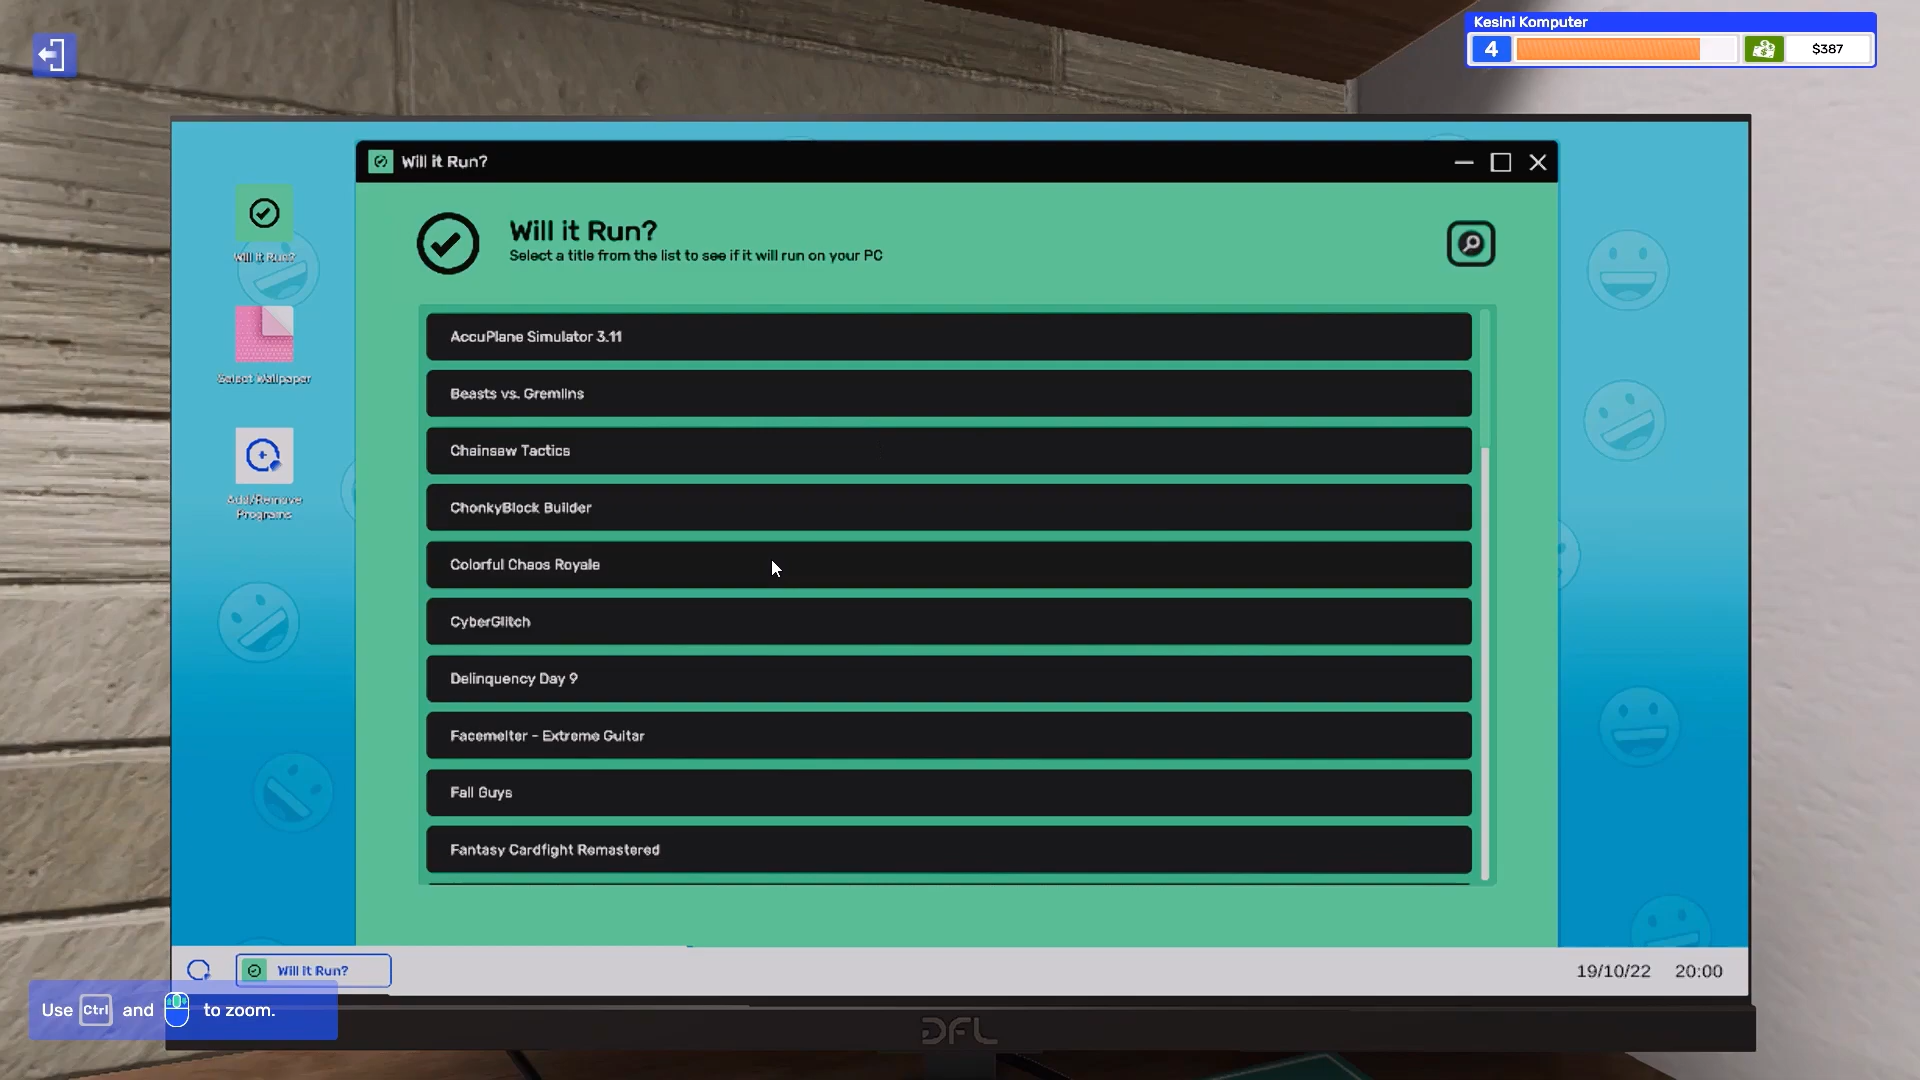 Kesini Komputer
4
$387
Will it Run?
Will it Run?
Select a title from the list to see if it will run on your PC
Will it Run?
Select Wallpaper
Add/Remove
Programs
AccuPlane Simulator 3.11
Beasts vs. Gremlins
Chainsaw Tactics
ChonkyBlock Builder
Colorful Chaos Royale
CyberGlitch
Delinquency Day 9
Facemelter - Extreme Guitar
Fall Guys
Fantasy Cardfight Remastered
Will it Run?
19/10/22 20:00
Use Ctrl and to zoom.
DFL